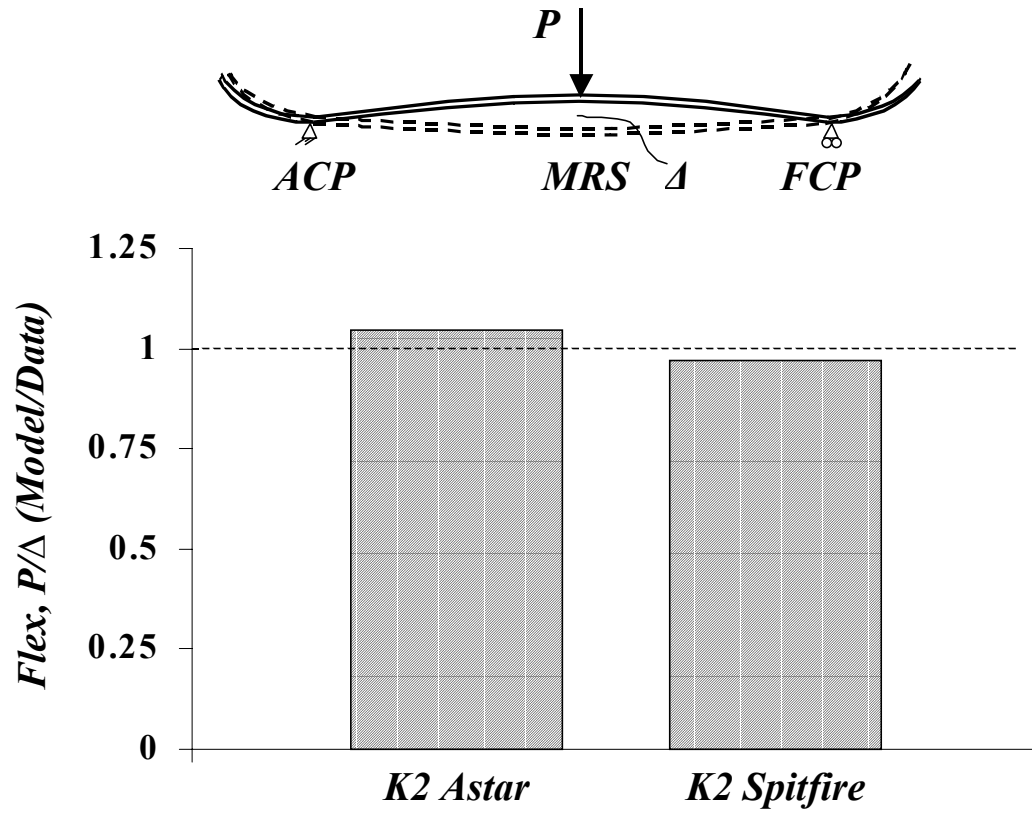 P
ACP MRS Δ FCP
Flex, P/Δ (Model/Data)
1.25
1
0.75
0.5
0.25
0
K2 Astar K2 Spitfire